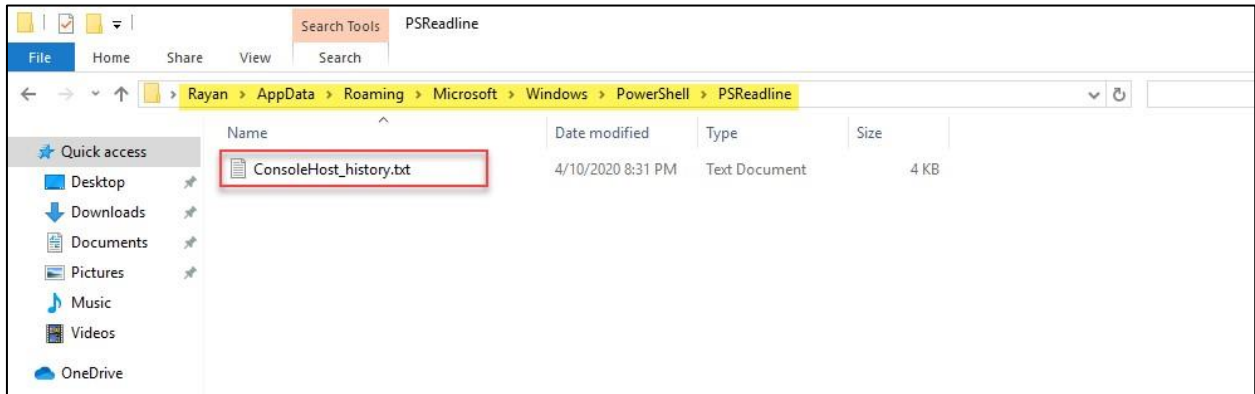 Search Tools PSReadline
File Home Share View Search
Rayan > AppData > Roaming > Microsoft > Windows > PowerShell > PSReadline
Name Date modified Type Size
Quick access
ConsoleHost_history.txt 4/10/2020 8:31 PM Text Document 4 KB
Desktop
Downloads
Documents
Pictures
Music
Videos
OneDrive